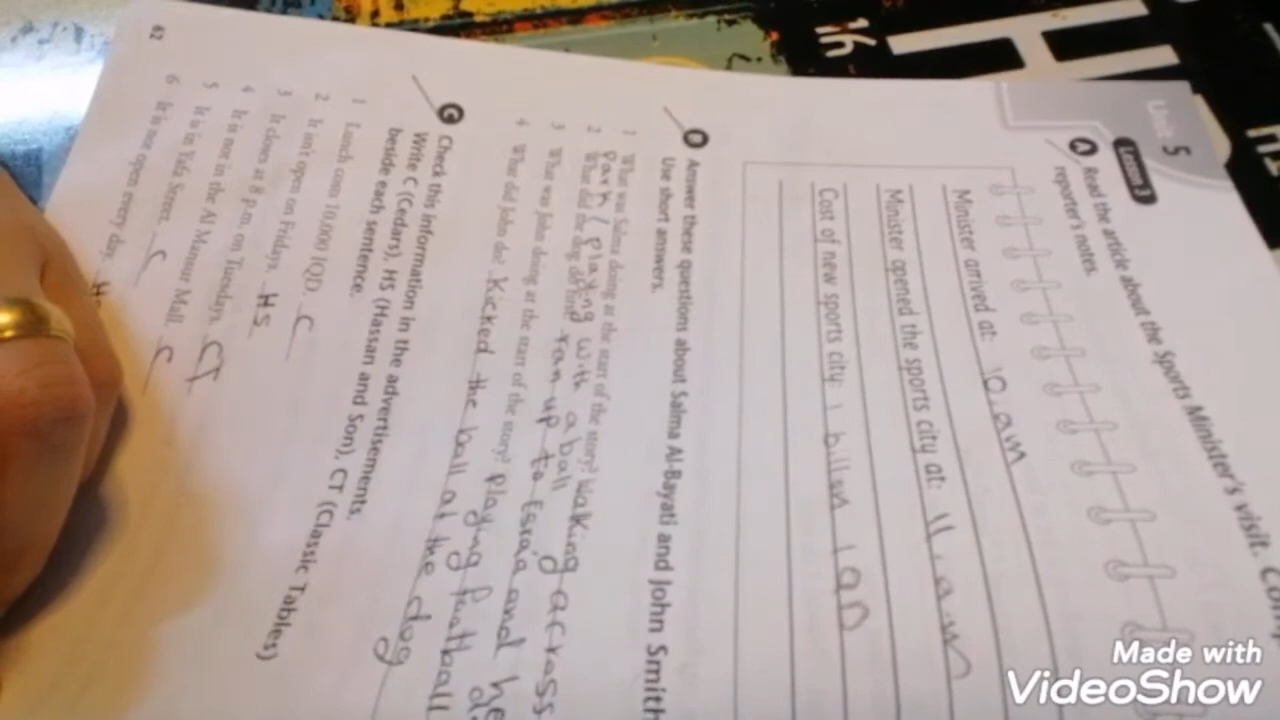 Unit 5
Lesson 3
A Read the article about the Sports Minister's visit.
reporter's notes.
Minister arrived at: 10.am
Minister opened the sports city at: 11.a.m
Cost of new sports city: 1 billon
B Answer these questions about Salma Al-Bayati and John Smith
Use short answers.
1 What was Salma doing at the start of the story? walking across
park / playing with a ball
2 What did the dog do? ran up to Esraa and
3 What was John doing at the start of the story? playing football
4 What did John do? kicked the ball at the dog
C Check this information in the advertisements.
Write C (Cedars), HS (Hassan and Son), CT (Classic Tables)
beside each sentence.
1 Lunch costs 10,000 IQD. C
2 It isn't open on Fridays. HS
3 It closes at 8 p.m. on Tuesdays. CT
4 It is not in the Al Mansur Mall. C
5 It is in Yafa Street. C
6 It is not open every day. H
62
16
H
Made with
VideoShow